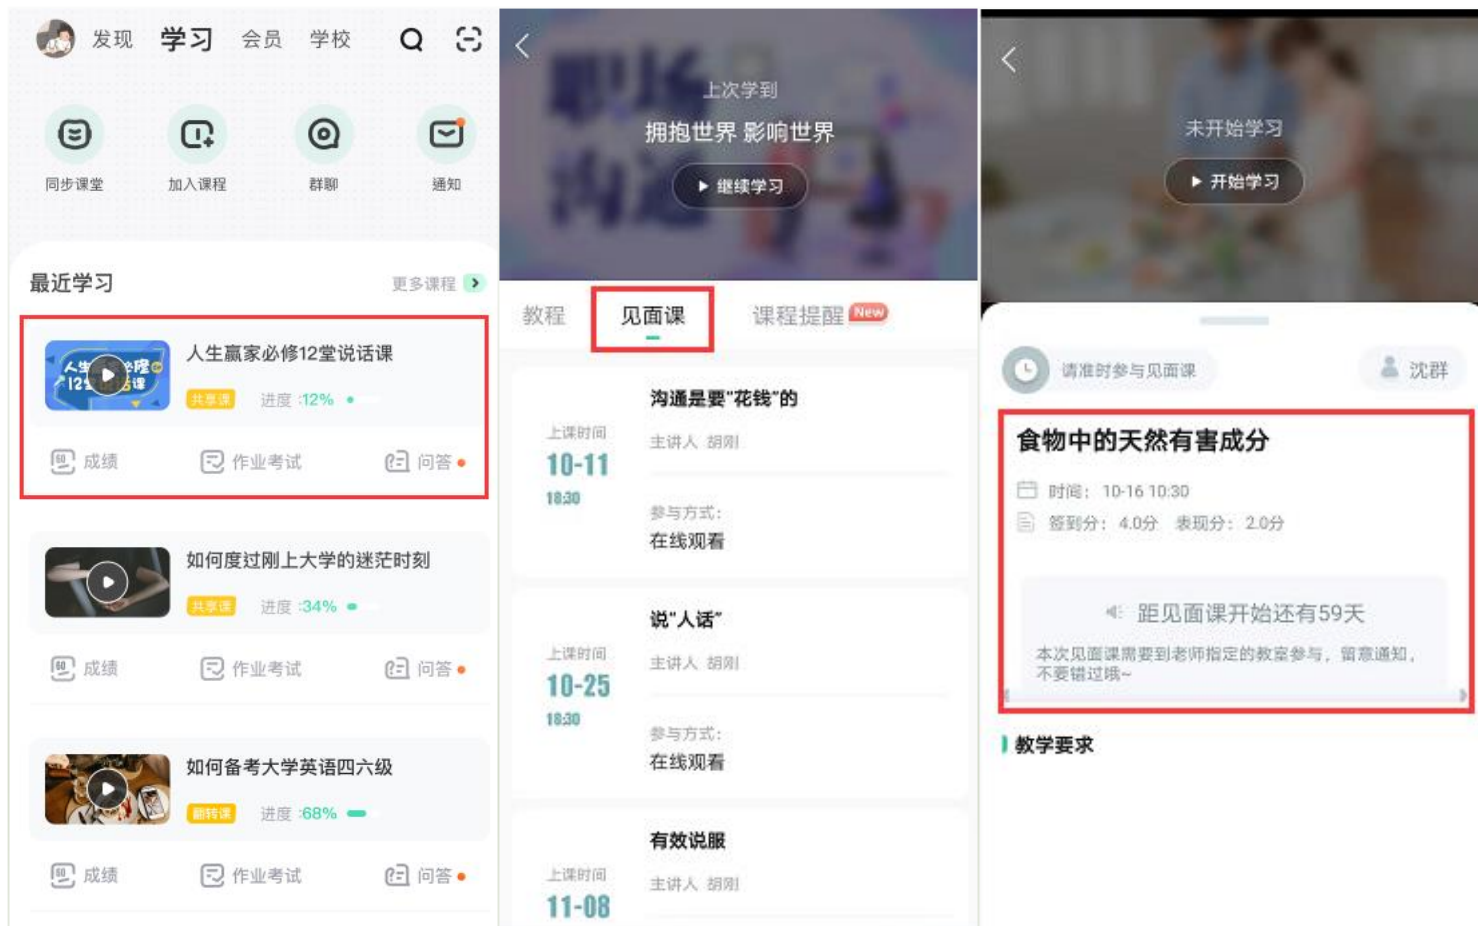 发现 学习 会员 学校
同步课堂 加入课程 群聊 通知
最近学习 更多课程
人生赢家必修12堂说话课
共享课 进度:12%
成绩 作业考试 问答
如何度过刚上大学的迷茫时刻
共享课 进度:34%
成绩 作业考试 问答
如何备考大学英语四六级
翻转课 进度:68%
成绩 作业考试 问答
职场
沟通
上次学到
拥抱世界 影响世界
继续学习
教程 见面课 课程提醒 New
沟通是要"花钱"的
上课时间
10-11
18:30
主讲人 胡刚
参与方式:
在线观看
说"人话"
上课时间
10-25
18:30
主讲人 胡刚
参与方式:
在线观看
有效说服
上课时间
11-08
主讲人 胡刚
未开始学习
开始学习
请准时参与见面课 沈群
食物中的天然有害成分
时间: 10-16 10:30
签到分: 4.0分 表现分: 2.0分
距见面课开始还有59天
本次见面课需要到老师指定的教室参与,留意通知,
不要错过哦~
教学要求